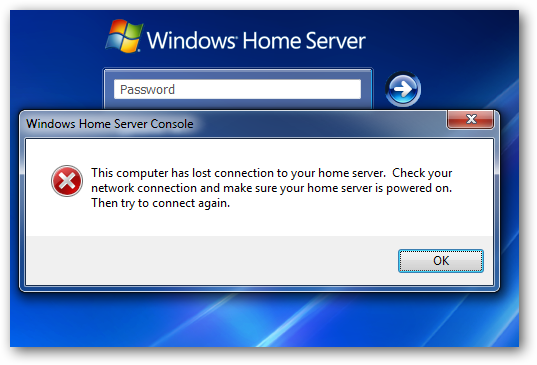 Windows Home Server
Password
Windows Home Server Console
This computer has lost connection to your home server.  Check your
network connection and make sure your home server is powered on.
Then try to connect again.
OK